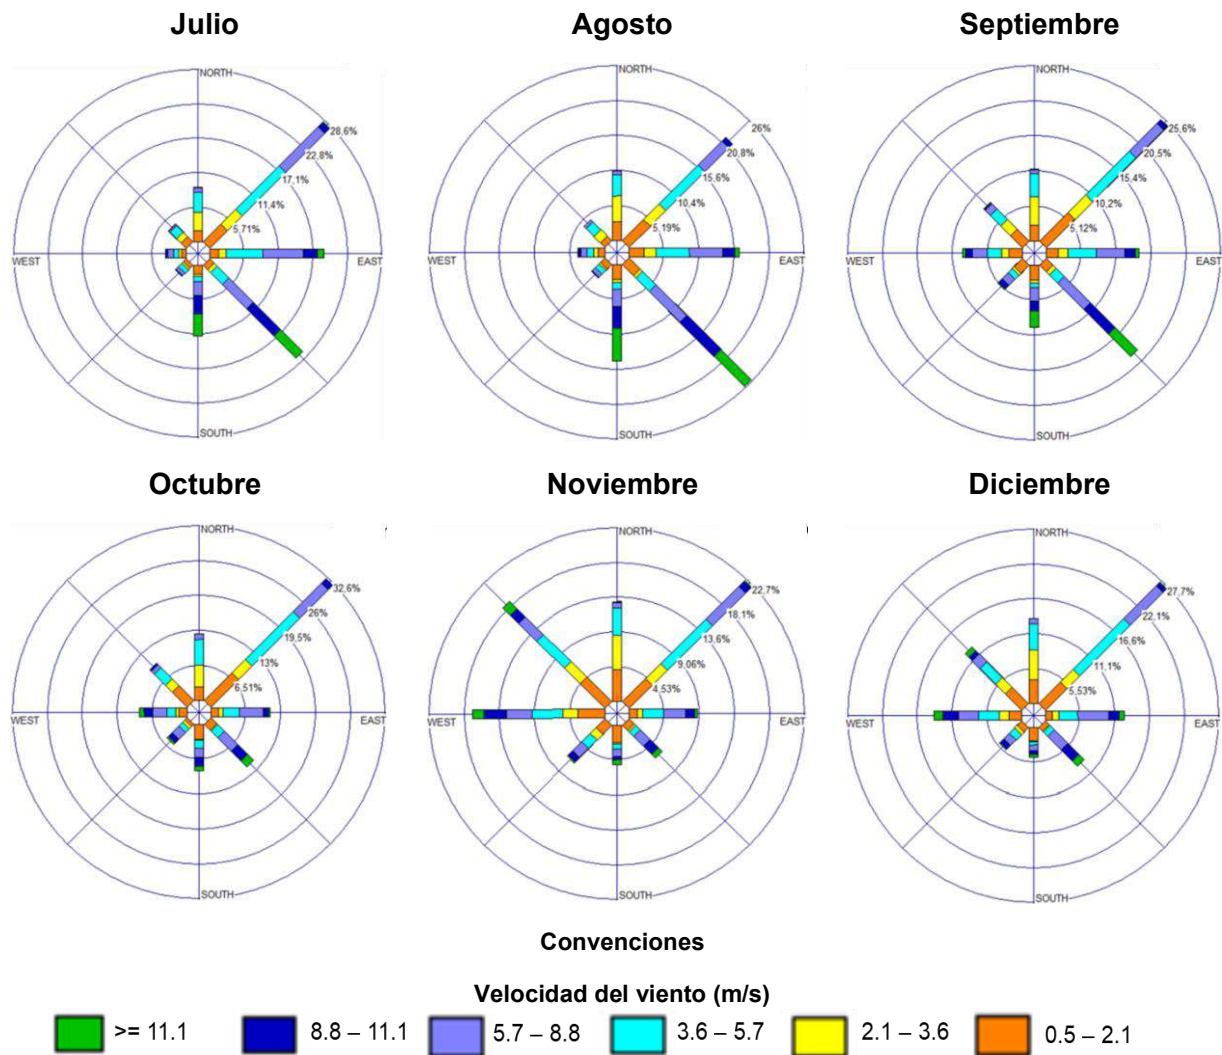 Julio Agosto Septiembre
NORTH NORTH NORTH
28,6% 26% 25,6%
22,8% 20,8% 20,5%
17,1% 15,6% 15,4%
11,4% 10,4% 10,2%
5,71% 5,19% 5,12%
WEST EAST WEST EAST WEST EAST
SOUTH SOUTH SOUTH
Octubre Noviembre Diciembre
NORTH NORTH NORTH
32,6% 22,7% 27,7%
26% 18,1% 22,1%
19,5% 13,6% 16,6%
13% 9,06% 11,1%
6,51% 4,53% 5,53%
WEST EAST WEST EAST WEST EAST
SOUTH SOUTH SOUTH
Convenciones
Velocidad del viento (m/s)
>= 11.1 8.8 – 11.1 5.7 – 8.8 3.6 – 5.7 2.1 – 3.6 0.5 – 2.1